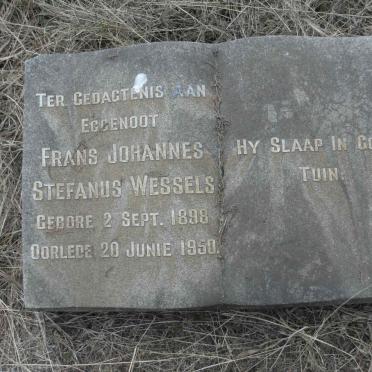 TER GEDAGTENIS AAN
EGGENOOT
FRANS JOHANNES
STEFANUS WESSELS
GEBORE 2 SEPT. 1898
OORLEDE 20 JUNIE 1950
HY SLAAP IN
TUIN.